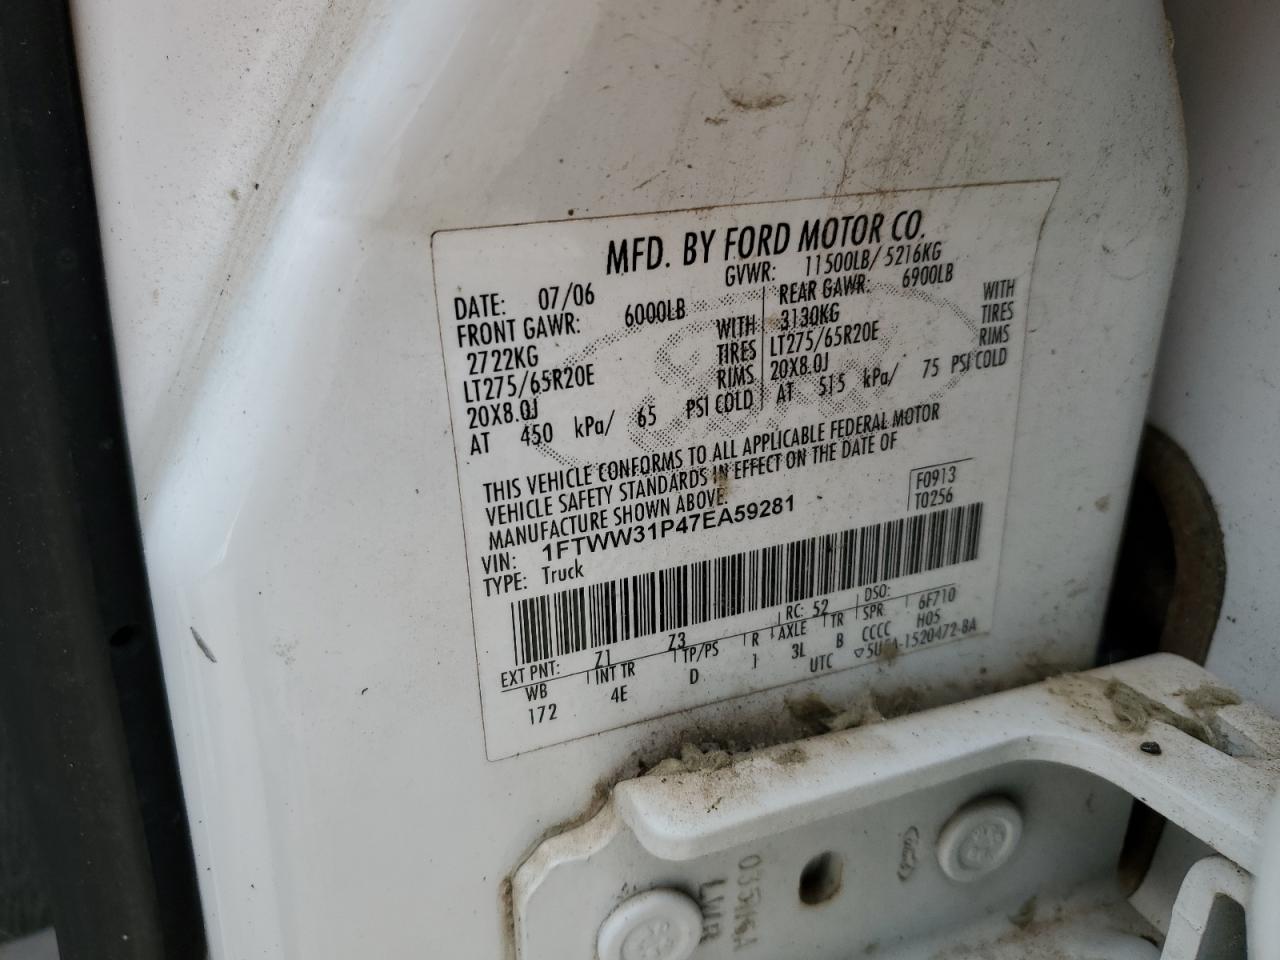 MFD. BY FORD MOTOR CO.
DATE: 07/06 GVWR: 11500LB/ 5216KG
FRONT GAWR: 6000LB REAR GAWR: 6900LB
2722KG WITH 3130KG WITH
LT275/65R20E TIRES LT275/65R20E TIRES
20X8.0J RIMS 20X8.0J RIMS
AT 450 kPa/ 65 PSI COLD AT 515 kPa/ 75 PSI COLD
THIS VEHICLE CONFORMS TO ALL APPLICABLE FEDERAL MOTOR
VEHICLE SAFETY STANDARDS IN EFFECT ON THE DATE OF
MANUFACTURE SHOWN ABOVE.
VIN: 1FTWW31P47EA59281 F0913
TYPE: Truck T0256
EXT PNT: Z1 Z3 RC: 52 DSO:
WB INT TR TP/PS R AXLE TR SPR 6F710
172 4E D 1 3L B CCCC H05
UTC